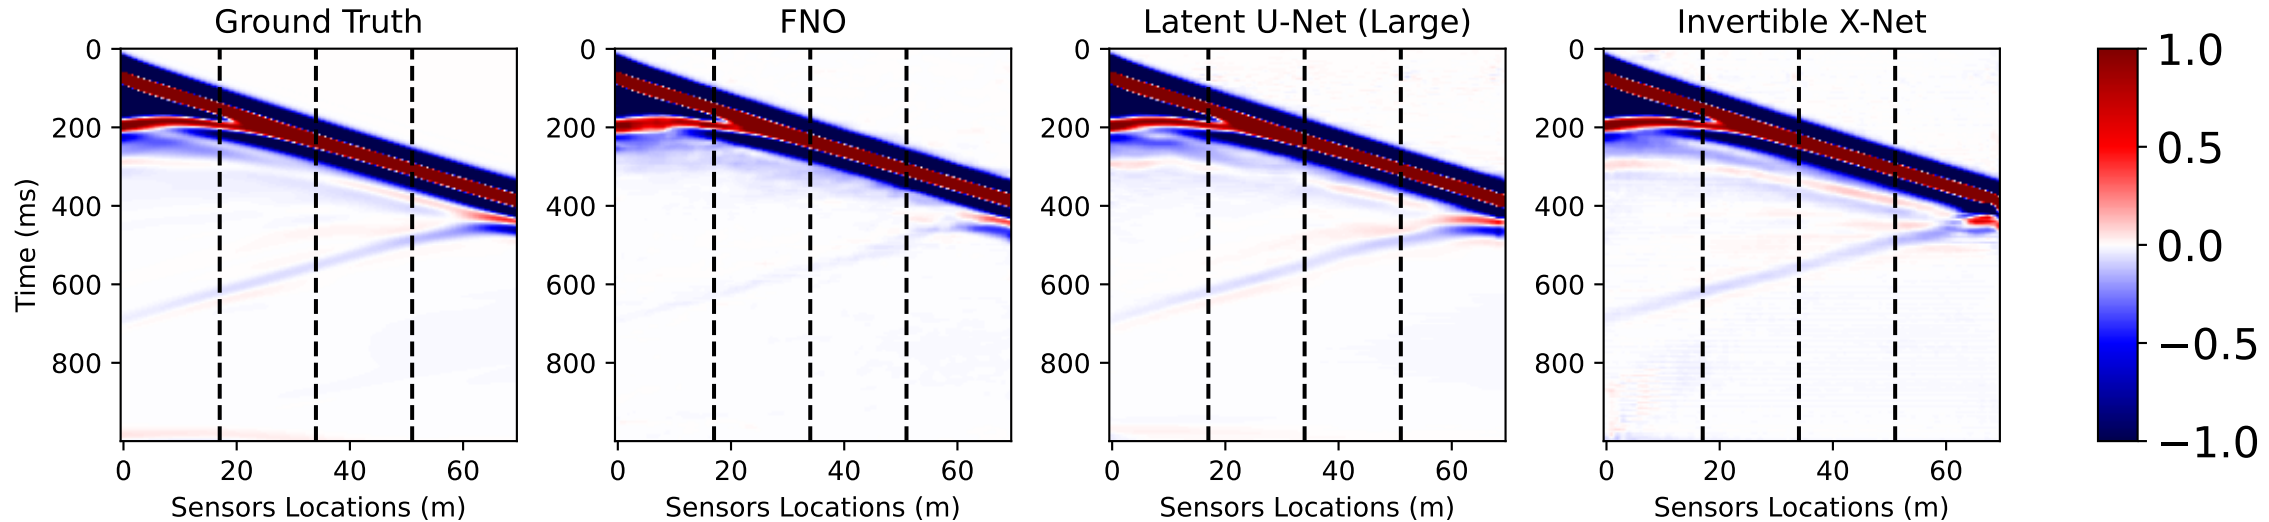 Ground Truth
FNO
Latent U-Net (Large)
Invertible X-Net
0
200
400
600
800
Time (ms)
0 20 40 60
Sensors Locations (m)
0
200
400
600
800
0 20 40 60
Sensors Locations (m)
0
200
400
600
800
0 20 40 60
Sensors Locations (m)
0
200
400
600
800
0 20 40 60
Sensors Locations (m)
1.0
0.5
0.0
−0.5
−1.0